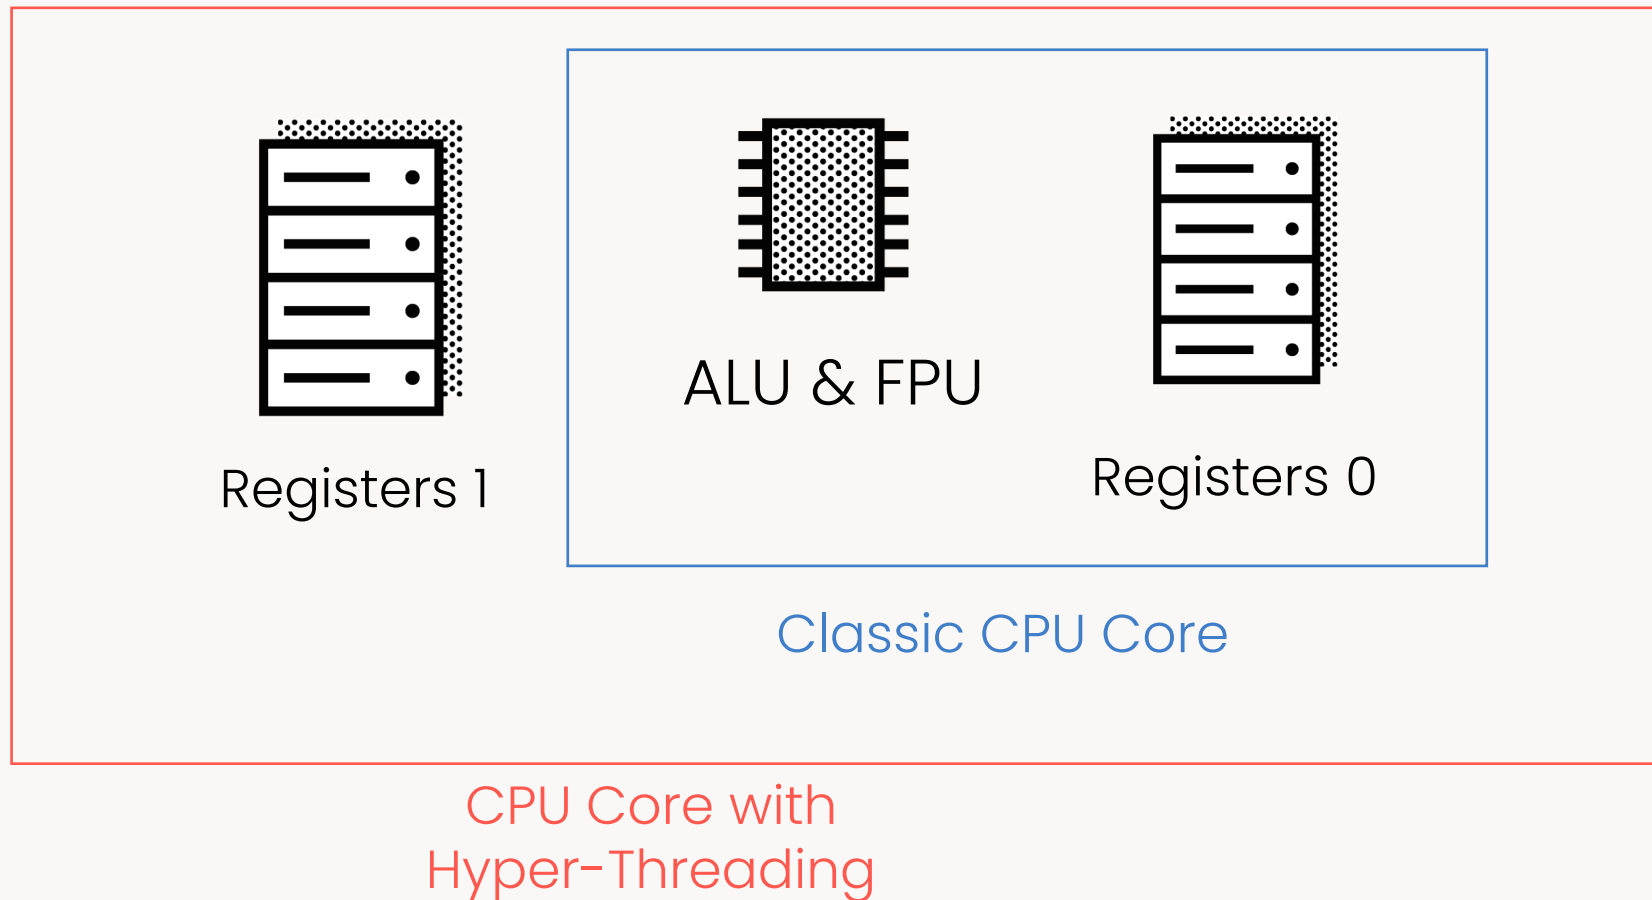 ALU & FPU
Registers 1
Registers 0
Classic CPU Core
CPU Core with
Hyper-Threading